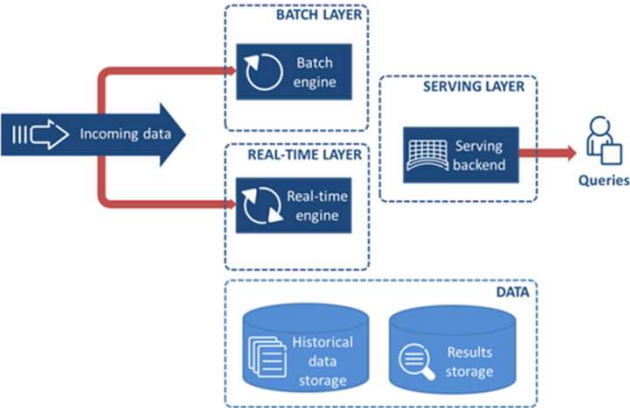 BATCH LAYER
Batch
engine
Incoming data
REAL-TIME LAYER
Real-time
engine
SERVING LAYER
Serving
backend
Queries
DATA
Historical
data
storage
Results
storage